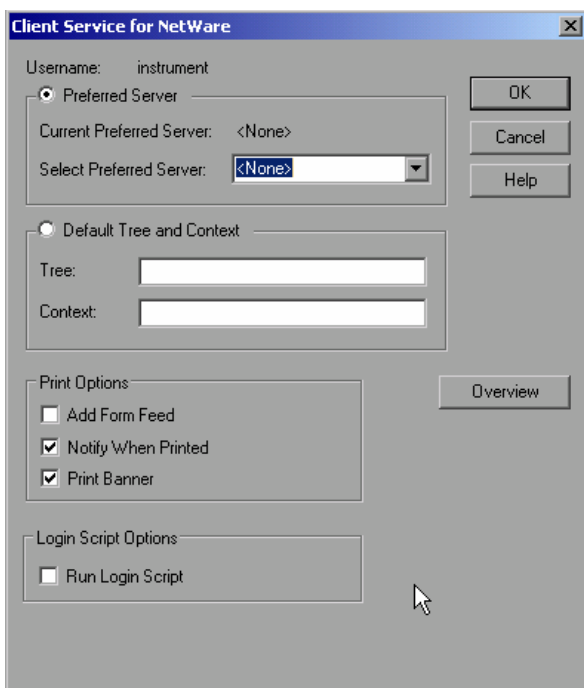 Client Service for NetWare
Username: instrument
Preferred Server
Current Preferred Server: <None>
Select Preferred Server: <None>
OK
Cancel
Help
Default Tree and Context
Tree:
Context:
Print Options
Add Form Feed
Notify When Printed
Print Banner
Overview
Login Script Options
Run Login Script